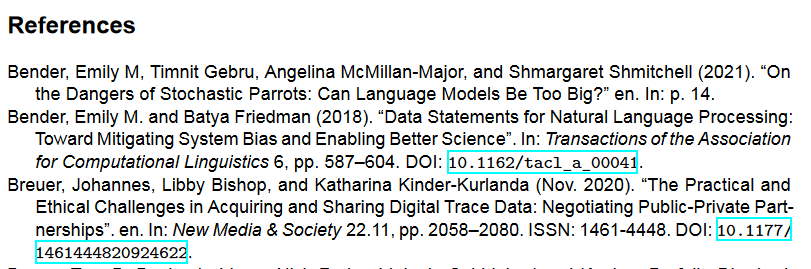 References
Bender, Emily M, Timnit Gebru, Angelina McMillan-Major, and Shmargaret Shmitchell (2021). “On
the Dangers of Stochastic Parrots: Can Language Models Be Too Big?” en. In: p. 14.
Bender, Emily M. and Batya Friedman (2018). “Data Statements for Natural Language Processing:
Toward Mitigating System Bias and Enabling Better Science”. In: Transactions of the Association
for Computational Linguistics 6, pp. 587–604. DOI: 10.1162/tacl_a_00041.
Breuer, Johannes, Libby Bishop, and Katharina Kinder-Kurlanda (Nov. 2020). “The Practical and
Ethical Challenges in Acquiring and Sharing Digital Trace Data: Negotiating Public-Private Part-
nerships”. en. In: New Media & Society 22.11, pp. 2058–2080. ISSN: 1461-4448. DOI: 10.1177/
1461444820924622.